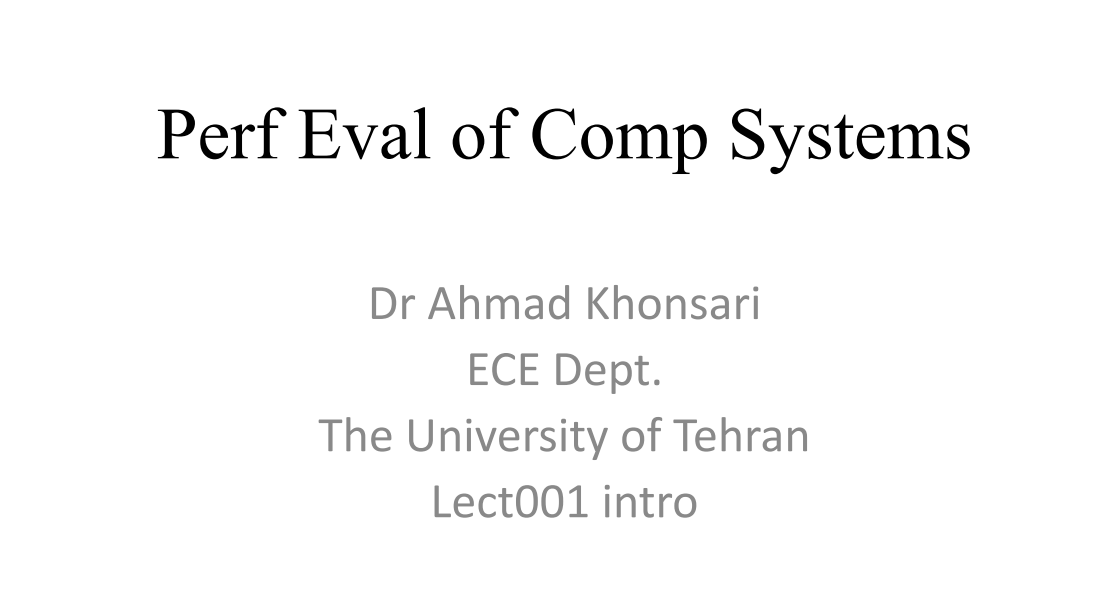 Perf Eval of Comp Systems
Dr Ahmad Khonsari
ECE Dept.
The University of Tehran
Lect001 intro